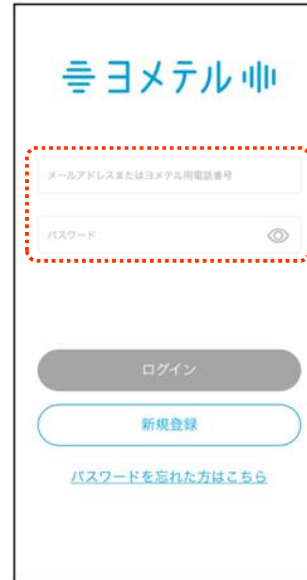 ヨメテル
メールアドレスまたはヨメテル用電話番号
パスワード
ログイン
新規登録
パスワードを忘れた方はこちら